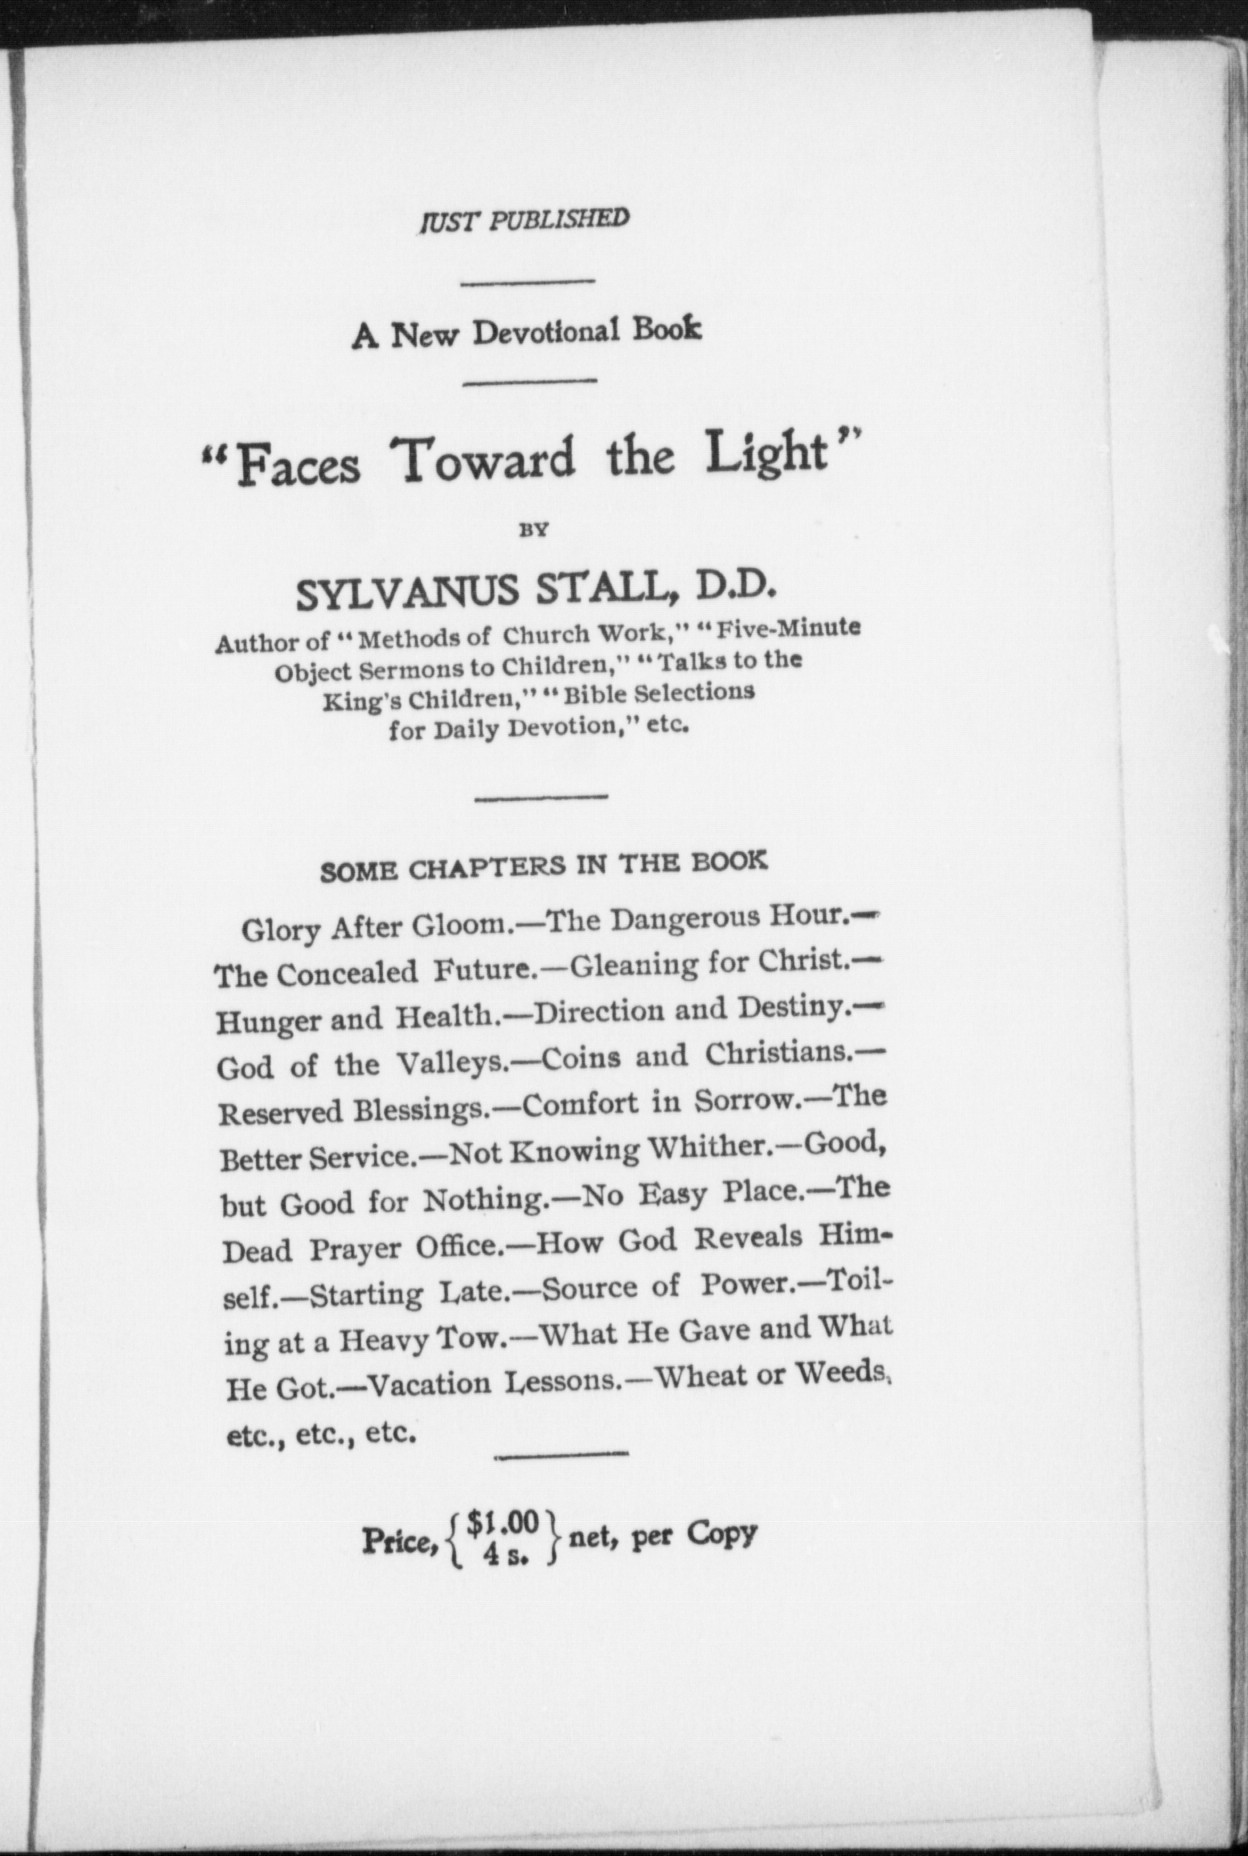 JUST PUBLISHED
A New Devotional Book
“Faces Toward the Light”
BY
SYLVANUS STALL, D.D.
Author of “Methods of Church Work,” “Five-Minute
Object Sermons to Children,” “Talks to the
King's Children,” “Bible Selections
for Daily Devotion,” etc.
SOME CHAPTERS IN THE BOOK
Glory After Gloom.—The Dangerous Hour.—
The Concealed Future.—Gleaning for Christ.—
Hunger and Health.—Direction and Destiny.—
God of the Valleys.—Coins and Christians.—
Reserved Blessings.—Comfort in Sorrow.—The
Better Service.—Not Knowing Whither.—Good,
but Good for Nothing.—No Easy Place.—The
Dead Prayer Office.—How God Reveals Him-
self.—Starting Late.—Source of Power.—Toil-
ing at a Heavy Tow.—What He Gave and What
He Got.—Vacation Lessons.—Wheat or Weeds,
etc., etc., etc.
Price, { $1.00 4 s. } net, per Copy